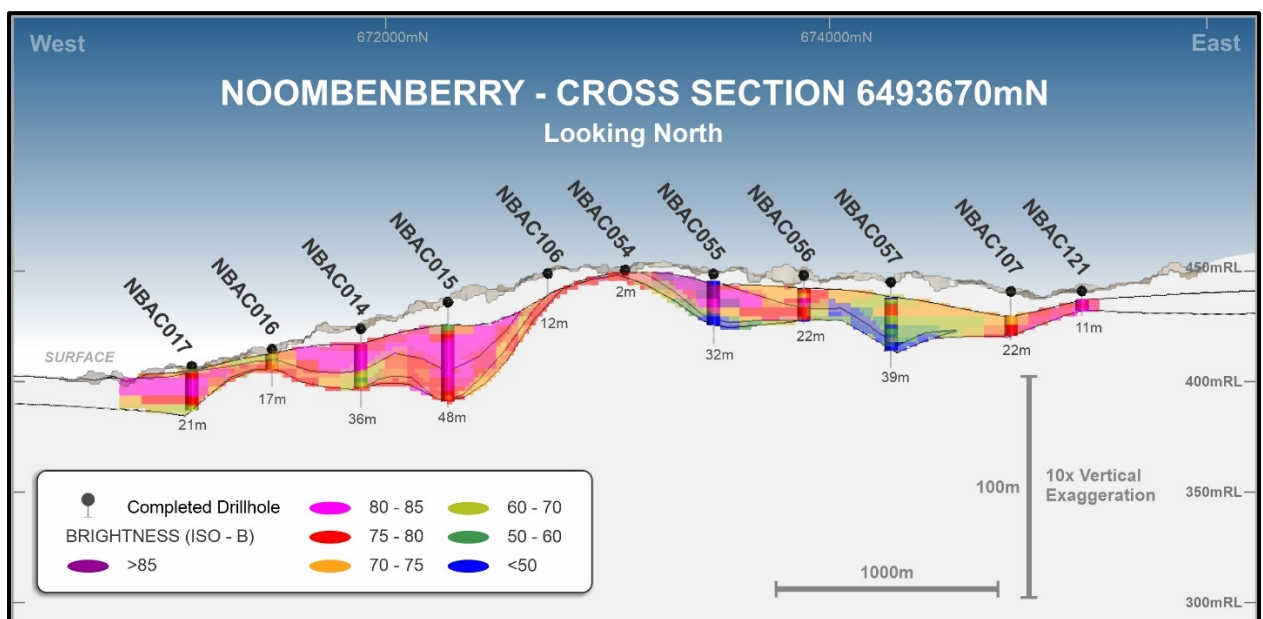 West
672000mN
674000mN
East
NOOMBENBERRY - CROSS SECTION 6493670mN
Looking North
NBAC017
NBAC016
NBAC014
NBAC015
NBAC106
NBAC054
NBAC055
NBAC056
NBAC057
NBAC107
NBAC121
450mRL
SURFACE
21m
17m
36m
48m
12m
2m
32m
22m
39m
22m
11m
400mRL
100m
10x Vertical
Exaggeration
350mRL
1000m
300mRL
Completed Drillhole
BRIGHTNESS (ISO - B)
>85
80 - 85
75 - 80
70 - 75
60 - 70
50 - 60
<50